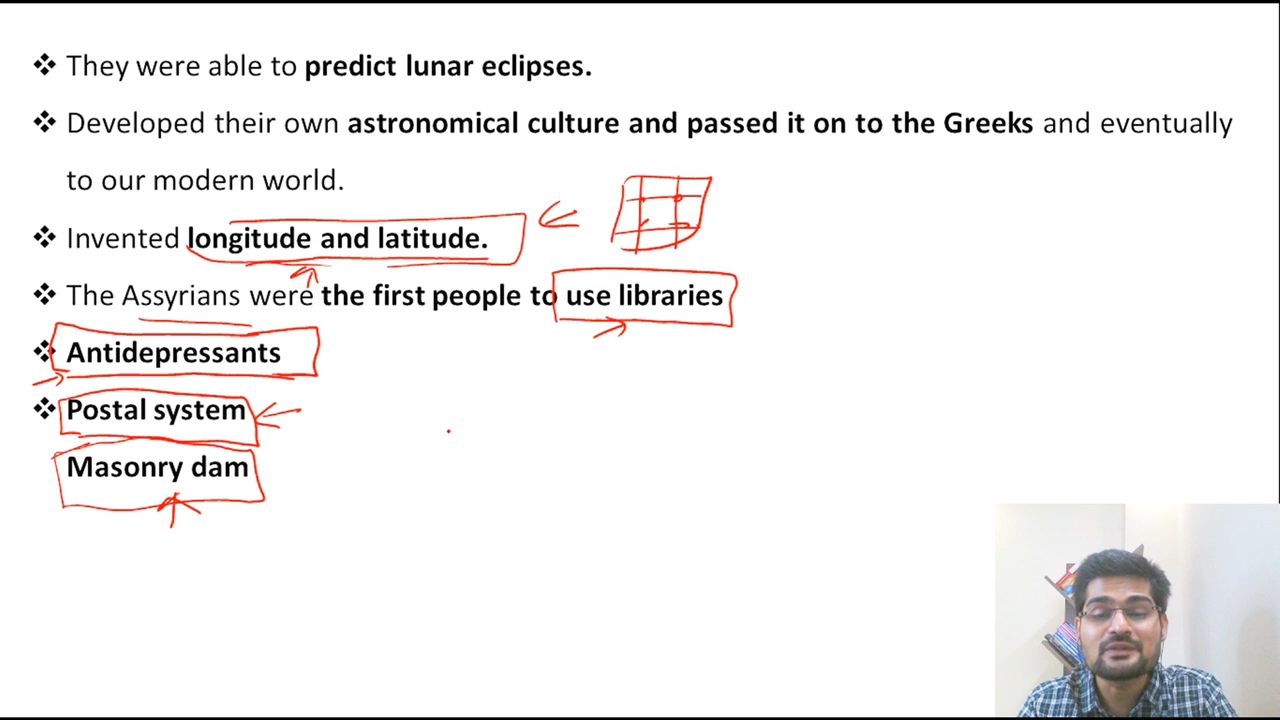 ❖ They were able to predict lunar eclipses.
❖ Developed their own astronomical culture and passed it on to the Greeks and eventually
to our modern world.
❖ Invented longitude and latitude.
❖ The Assyrians were the first people to use libraries
❖ Antidepressants
❖ Postal system
Masonry dam